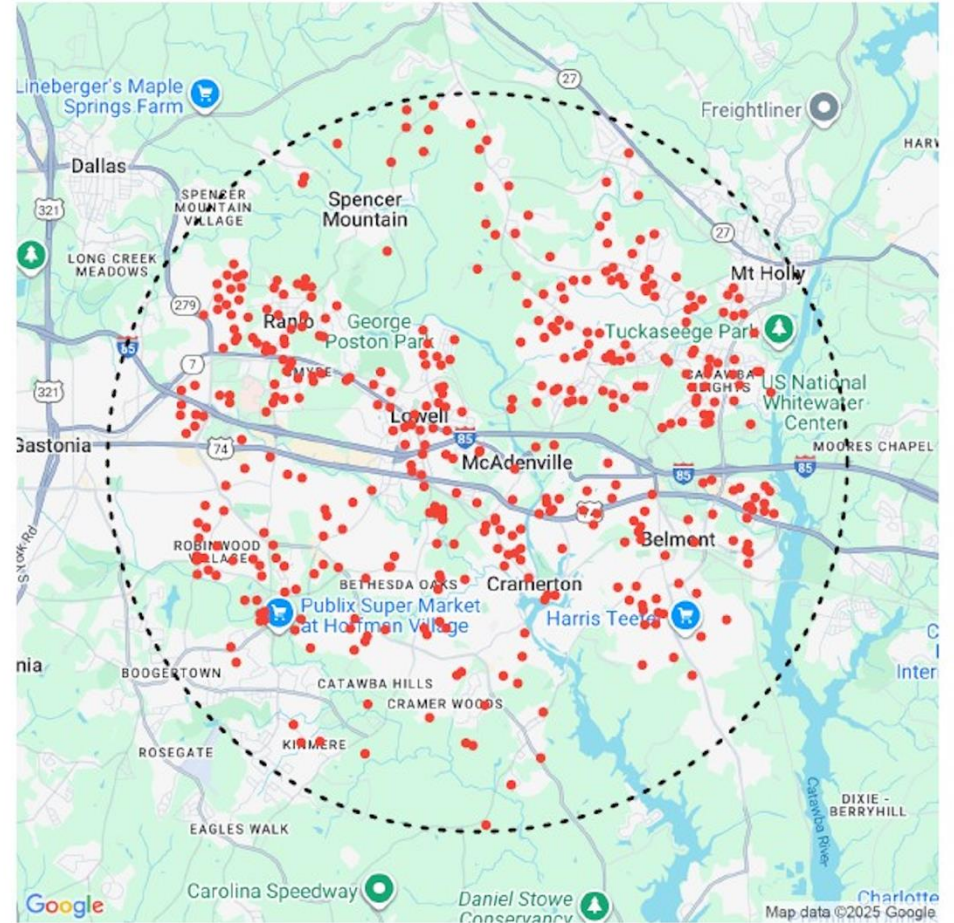 27
Lineberger's Maple
Springs Farm
Freightliner
Dallas
SPENCER
MOUNTAIN
VILLAGE
321
Spencer
Mountain
27
LONG CREEK
MEADOWS
Mt Holly
279
Ranlo
George
Poston Park
Tuckaseege Park
85
7
321
CATAWBA
HEIGHTS
US National
Whitewater
Center
Lowell
Gastonia
74
85
McAdenville
85
85
MOORES CHAPEL
ROBINWOOD
VILLAGE
Belmont
BETHESDA OAKS
Cramerton
Publix Super Market
at Hoffman Village
Harris Teeter
BOOGERTOWN
CATAWBA HILLS
CRAMER WOODS
ROSEGATE
KINMERE
DIXIE -
BERRYHILL
EAGLES WALK
Catawba River
Carolina Speedway
Daniel Stowe
Conservancy
Charlotte
Google
Map data ©2025 Google